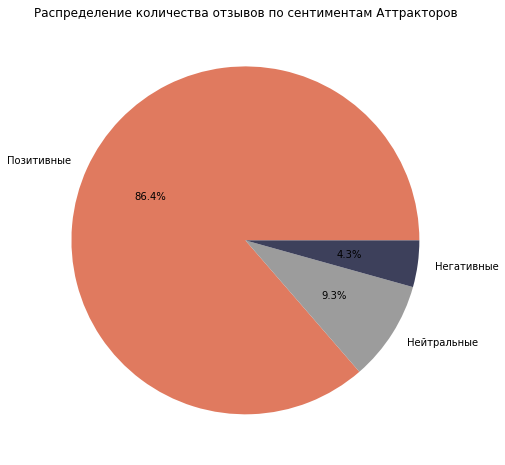 Распределение количества отзывов по сентиментам Аттракторов
Позитивные
86.4%
4.3%
Негативные
9.3%
Нейтральные